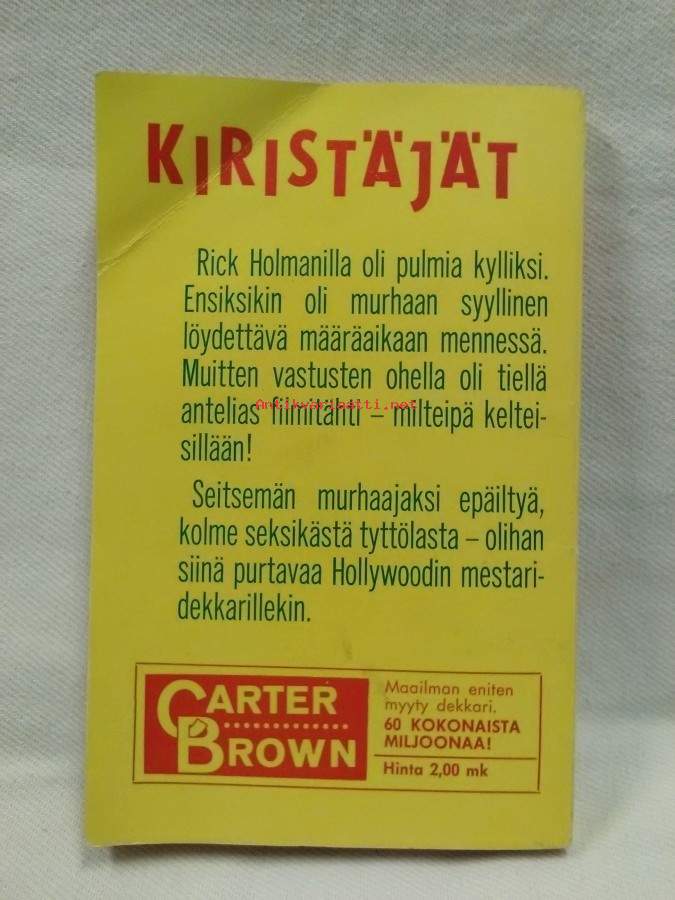 KIRISTÄJÄT
Rick Holmanilla oli pulmia kylliksi.
Ensiksikin oli murhaan syyllinen
löydettävä määräaikaan mennessä.
Muitten vastusten ohella oli tiellä
antelias filmitähti – milteipä keltei-
sillään!
Antikvariaatti.net
Seitsemän murhaajaksi epäiltyä,
kolme seksikästä tyttölasta – olihan
siinä purtavaa Hollywoodin mestari-
dekkarillekin.
CARTER
BROWN
Maailman eniten
myyty dekkari.
60 KOKONAISTA
MILJOONAA!
Hinta 2,00 mk